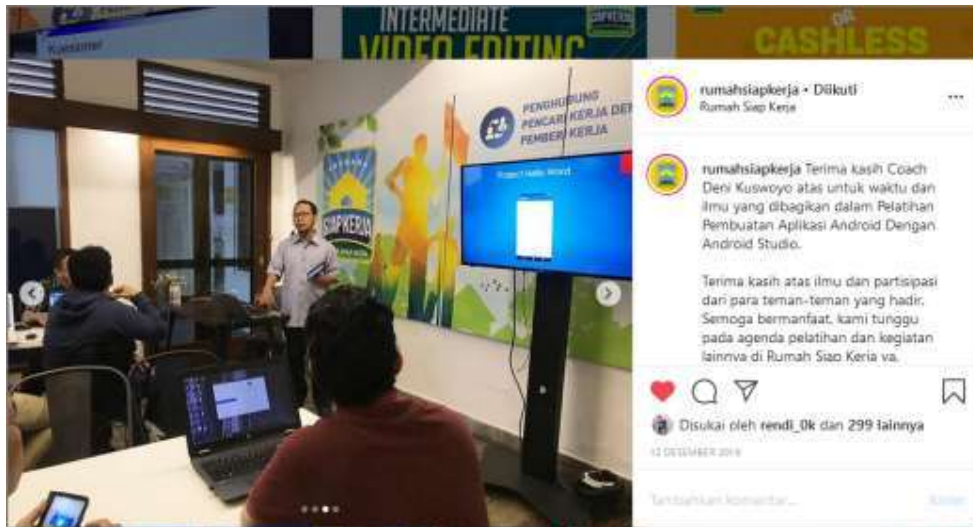 Kuesioner
INTERMEDIATE
VIDEO EDITING
SIAPKERJA
OR
CASHLESS
PENGHUBUNG
PENCARI KERJA DE
PEMBERI KERJA
Project Hello Word
SIAPKERJA
rumahsiapkerja • Diikuti
Rumah Siap Kerja
rumahsiapkerja Terima kasih Coach
Deni Kuswoyo atas untuk waktu dan
ilmu yang dibagikan dalam Pelatihan
Pembuatan Aplikasi Android Dengan
Android Studio.
Terima kasih atas ilmu dan partisipasi
dari para teman-teman yang hadir.
Semoga bermanfaat, kami tunggu
pada agenda pelatihan dan kegiatan
lainnya di Rumah Siap Kerja ya.
Disukai oleh rendi_0k dan 299 lainnya
12 DESEMBER 2019
Tambahkan komentar...
Kirim